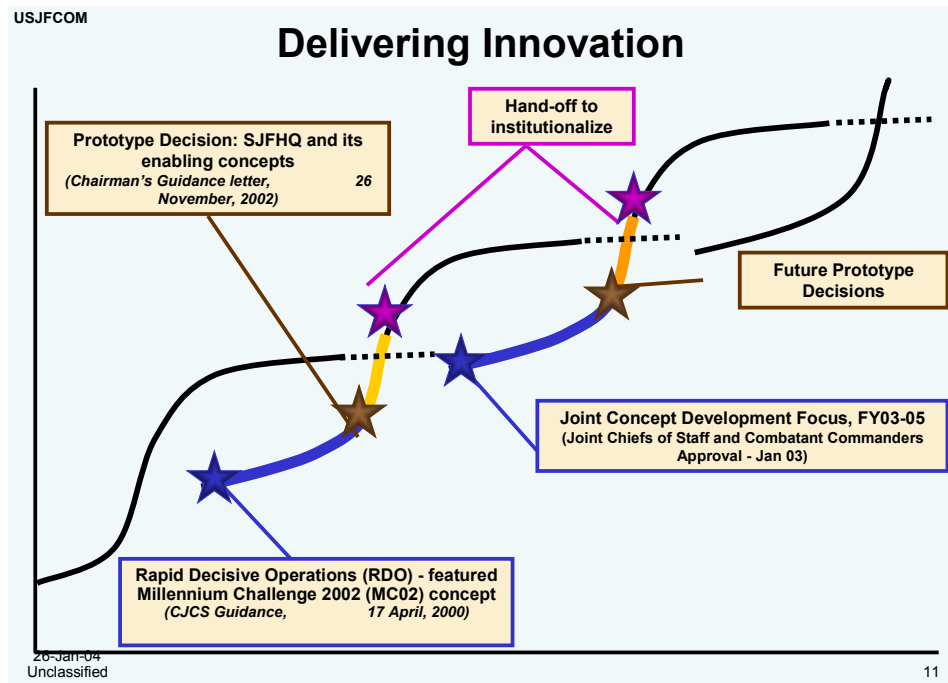 USJFCOM
Delivering Innovation
Hand-off to
institutionalize
Prototype Decision: SJFHQ and its
enabling concepts
(Chairman's Guidance letter, 26
November, 2002)
Future Prototype
Decisions
Joint Concept Development Focus, FY03-05
(Joint Chiefs of Staff and Combatant Commanders
Approval - Jan 03)
Rapid Decisive Operations (RDO) - featured
Millennium Challenge 2002 (MC02) concept
(CJCS Guidance, 17 April, 2000)
26-Jan-04
Unclassified
11